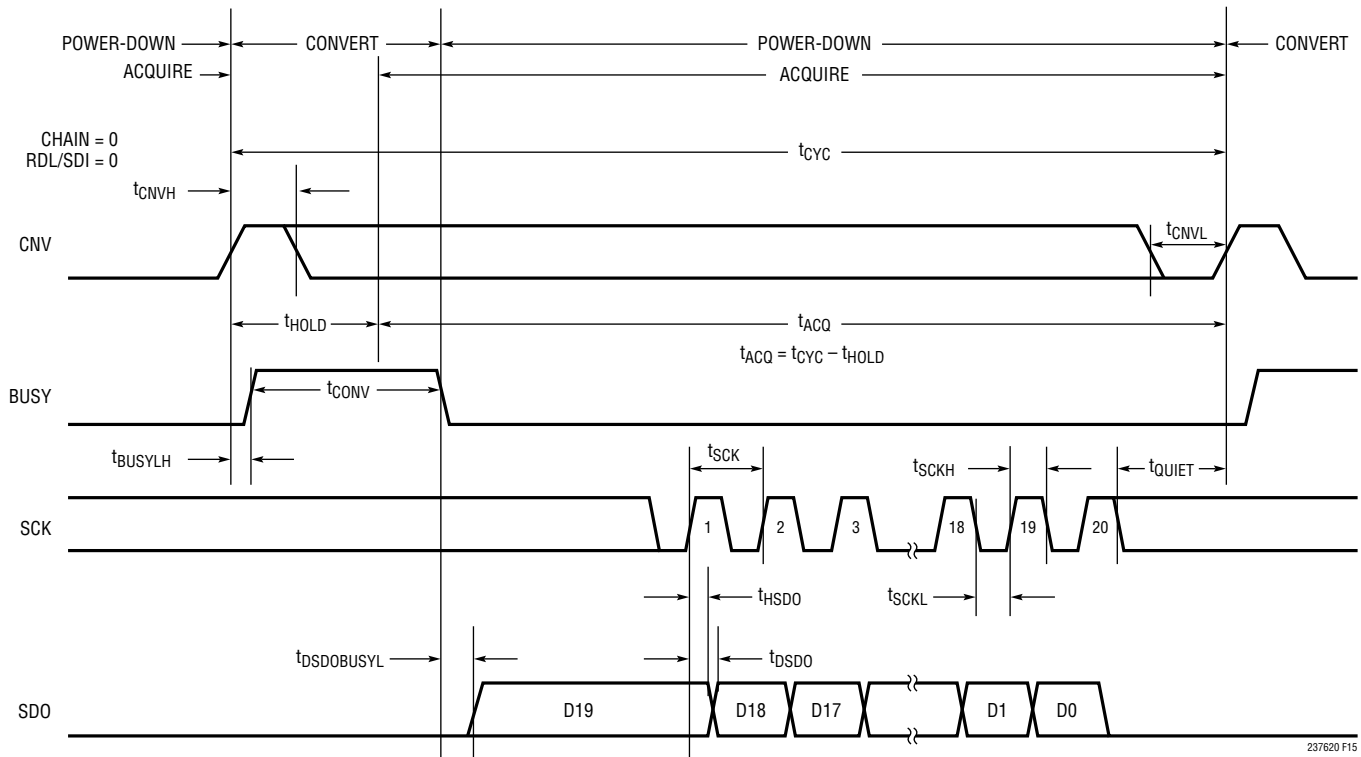 POWER-DOWN CONVERT POWER-DOWN CONVERT
ACQUIRE ACQUIRE
CHAIN = 0
RDL/SDI = 0
tCYC
tCNVH
CNV
tCNVL
tHOLD tACQ
tACQ = tCYC – tHOLD
BUSY
tCONV
tBUSYLH
tSCK tSCKH tQUIET
SCK
1 2 3 18 19 20
tHSDO tSCKL
tDSDOBUSYL tDSDO
SDO
D19 D18 D17 D1 D0
237620 F15